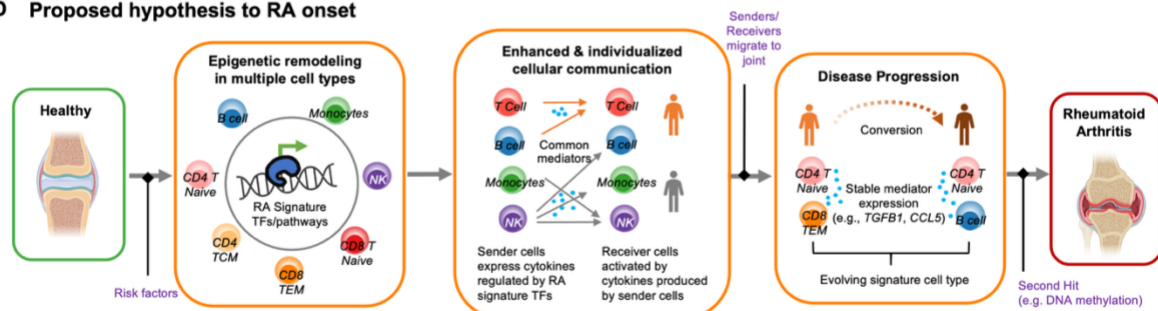 Proposed hypothesis to RA onset
Healthy
Risk factors
Epigenetic remodeling
in multiple cell types
B cell
Monocytes
CD4 T
Naive
NK
RA Signature
TFs/pathways
CD4
TCM
CD8
TEM
CD8 T
Naive
Enhanced & individualized
cellular communication
T Cell
T Cell
B cell
Common
mediators
B cell
Monocytes
Monocytes
NK
NK
Sender cells
express cytokines
regulated by RA
signature TFs
Receiver cells
activated by
cytokines produced
by sender cells
Senders/
Receivers
migrate to
joint
Disease Progression
Conversion
CD4 T
Naive
CD8
TEM
Stable mediator
expression
(e.g., TGFB1, CCL5)
CD4 T
Naive
B cell
Evolving signature cell type
Second Hit
(e.g. DNA methylation)
Rheumatoid
Arthritis